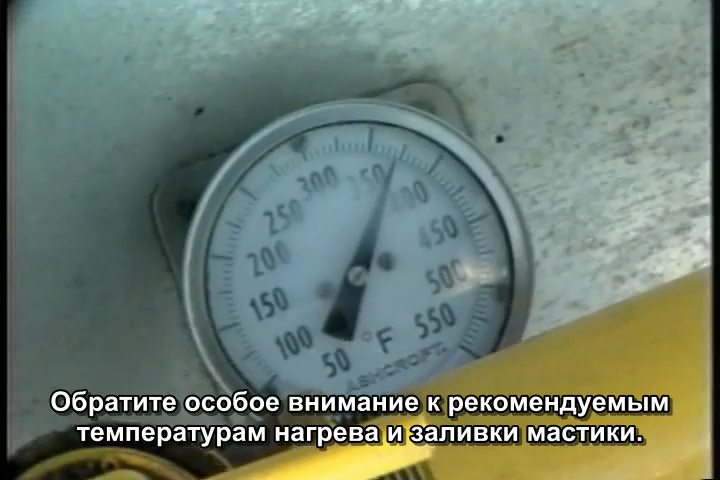 50
100
150
200
250
300
350
400
450
500
550
°F
ASHCROFT
Обратите особое внимание к рекомендуемым
температурам нагрева и заливки мастики.